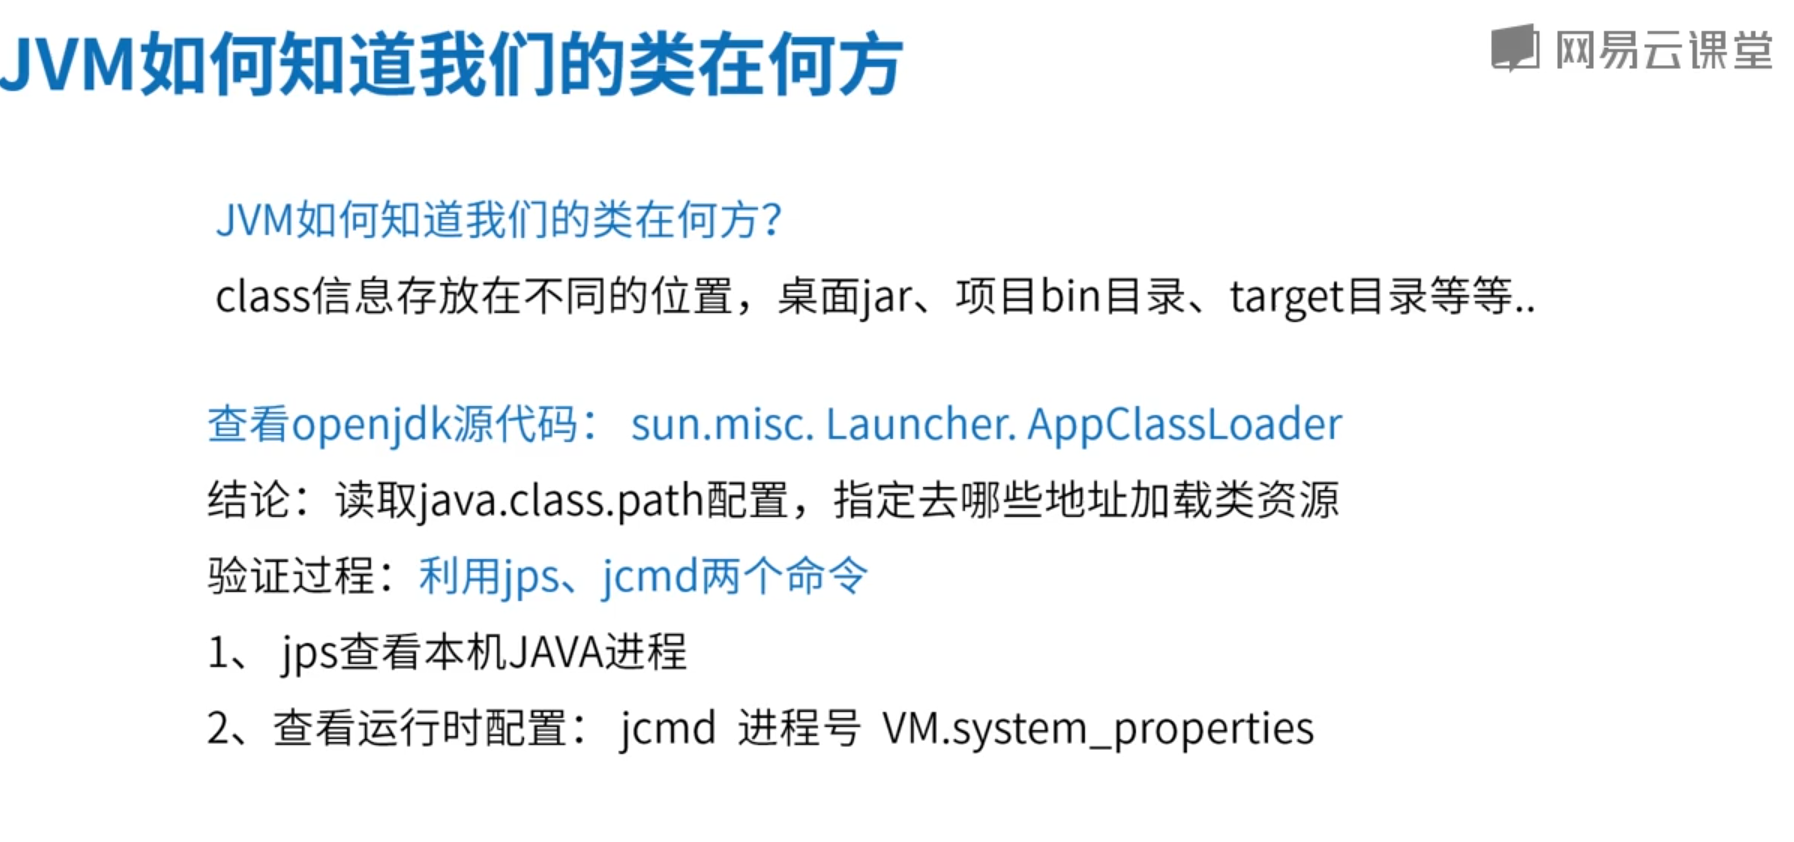 JVM如何知道我们的类在何方
网易云课堂
JVM如何知道我们的类在何方？
class信息存放在不同的位置，桌面jar、项目bin目录、target目录等等..
查看openjdk源代码： sun.misc. Launcher. AppClassLoader
结论：读取java.class.path配置，指定去哪些地址加载类资源
验证过程：利用jps、jcmd两个命令
1、 jps查看本机JAVA进程
2、查看运行时配置： jcmd 进程号 VM.system_properties